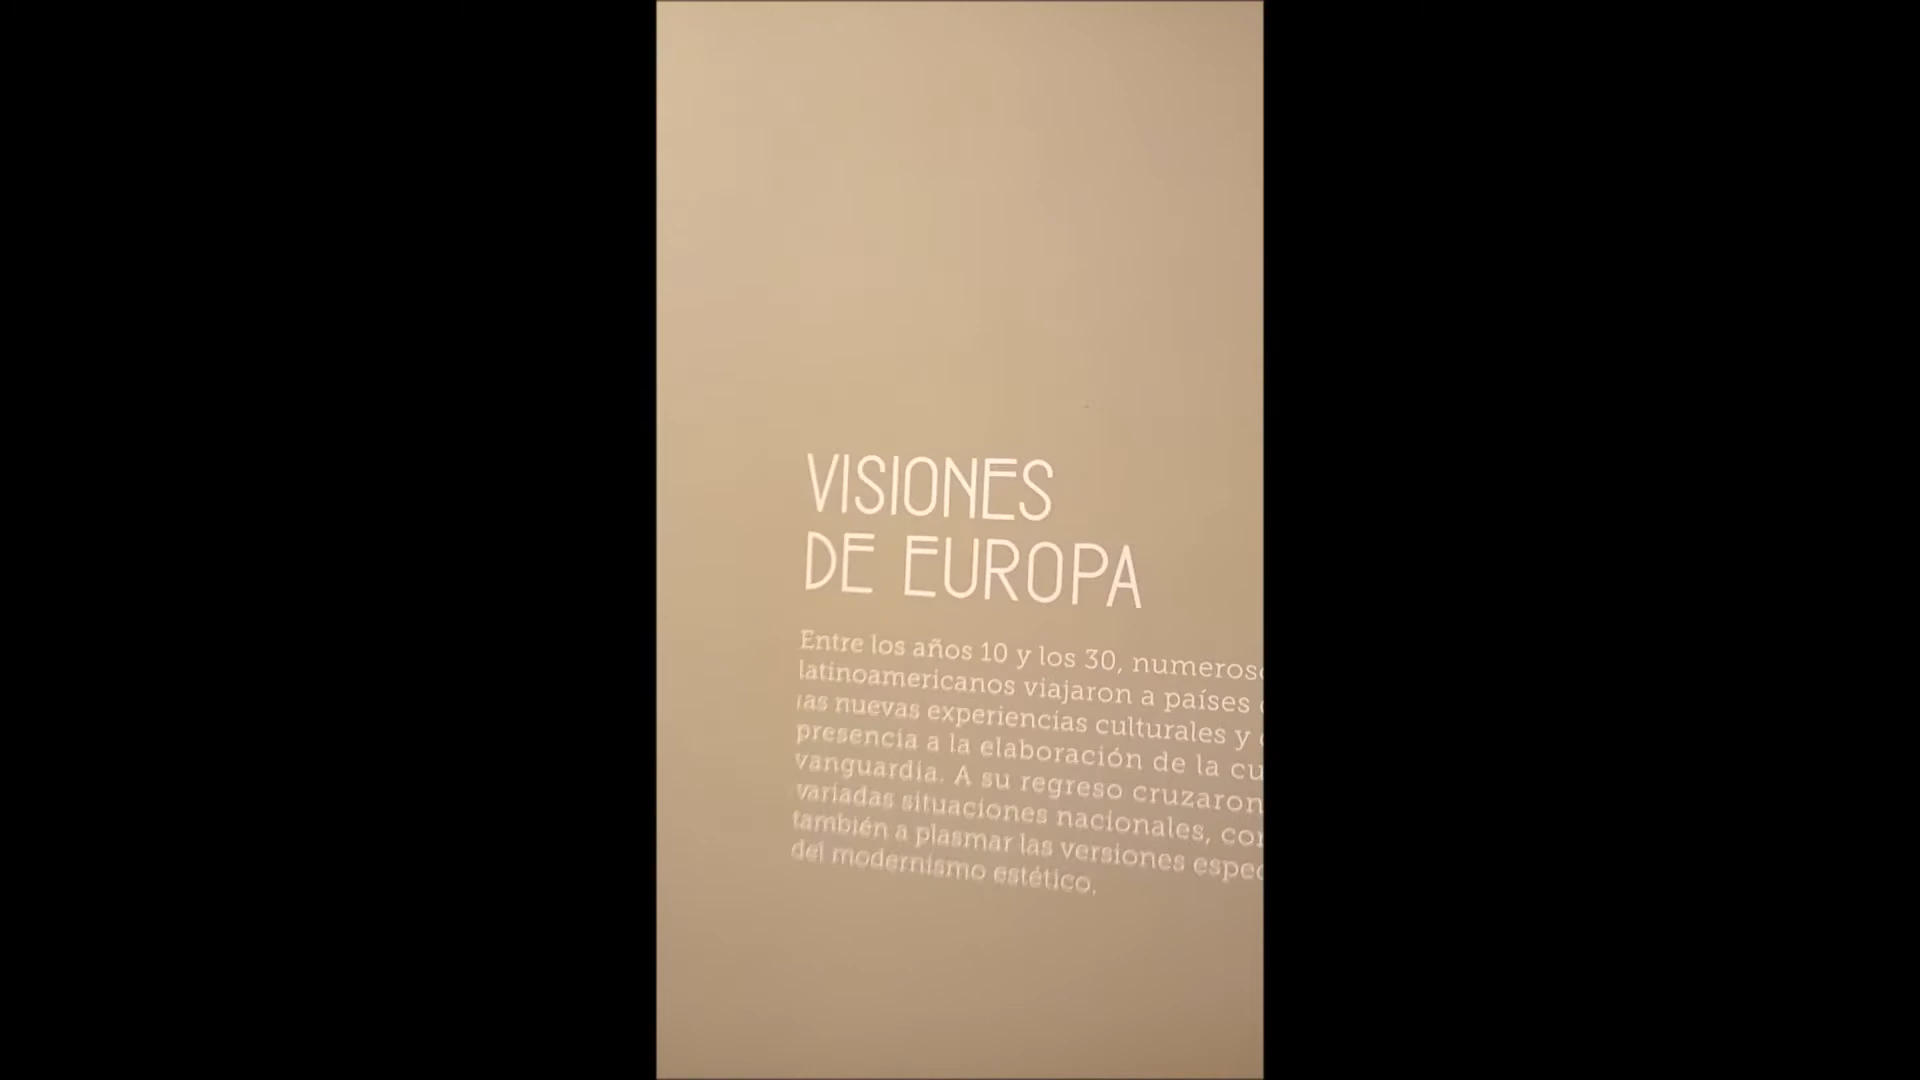 VISIONES
DE EUROPA
Entre los años 10 y los 30,
latinoamericanos viajaron a países
las nuevas experiencias culturales y
presencia a la elaboración de la
vanguardia. A su regreso cruzaron
variadas situaciones nacionales,
también a plasmar las versiones
del modernismo estético.